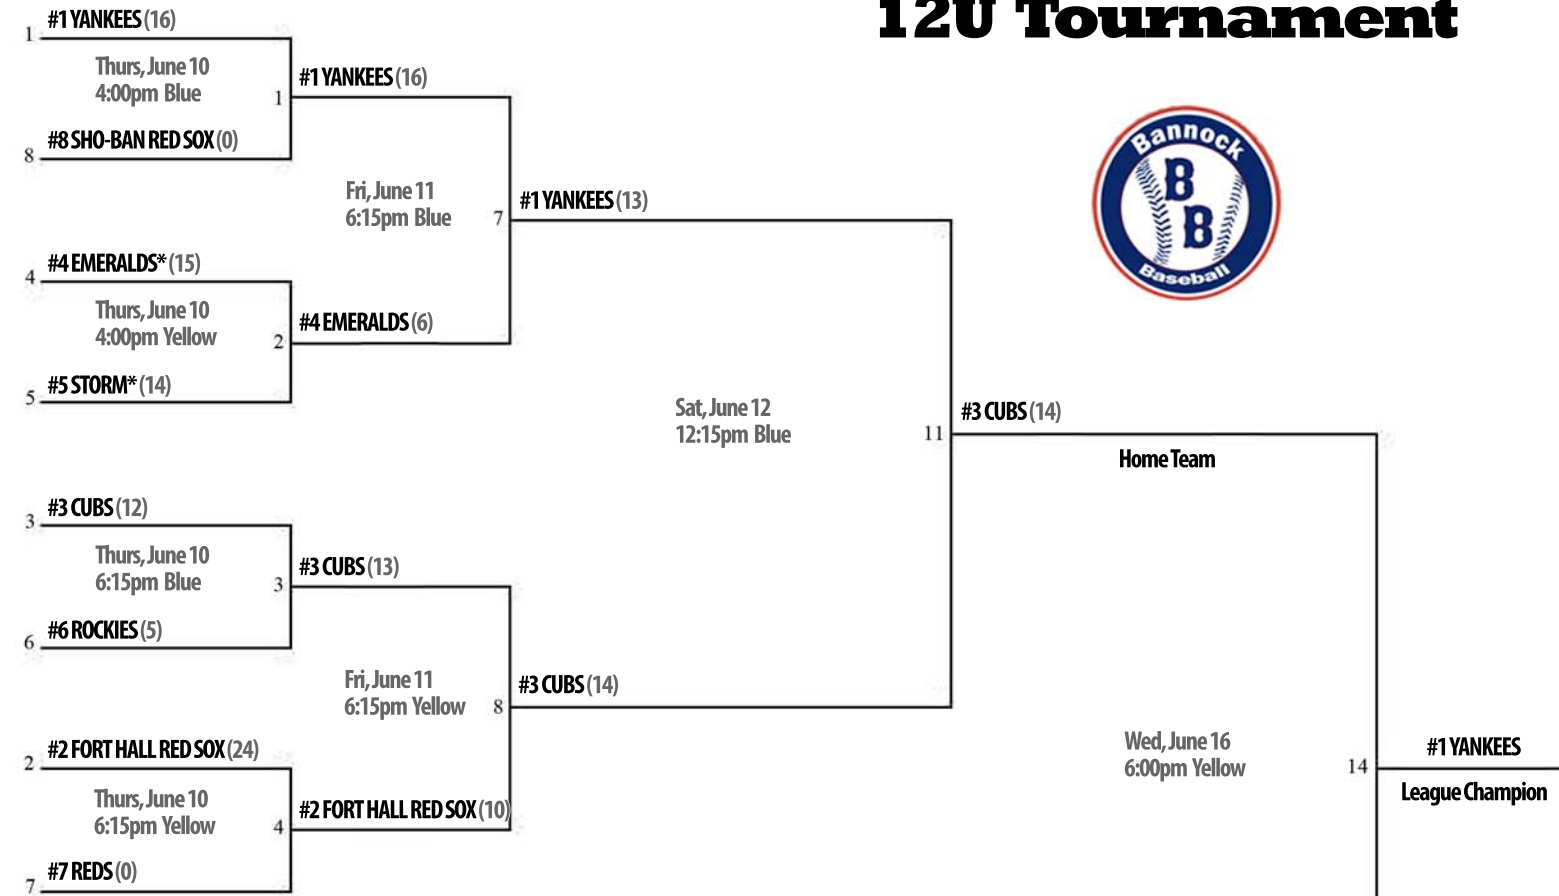 12U Tournament
1
#1 YANKEES (16)
Thurs, June 10
4:00pm Blue
1
#8 SHO-BAN RED SOX (0)
8
#1 YANKEES (16)
Fri, June 11
6:15pm Blue
7
#4 EMERALDS* (15)
4
Thurs, June 10
4:00pm Yellow
2
#5 STORM* (14)
5
#4 EMERALDS (6)
#1 YANKEES (13)
Sat, June 12
12:15pm Blue
11
#3 CUBS (12)
3
Thurs, June 10
6:15pm Blue
3
#6 ROCKIES (5)
6
#3 CUBS (13)
Fri, June 11
6:15pm Yellow
8
#2 FORT HALL RED SOX (24)
2
Thurs, June 10
6:15pm Yellow
4
#7 REDS (0)
7
#2 FORT HALL RED SOX (10)
#3 CUBS (14)
Bannock
B
B
Baseball
#3 CUBS (14)
Home Team
Wed, June 16
6:00pm Yellow
14
#1 YANKEES
League Champion